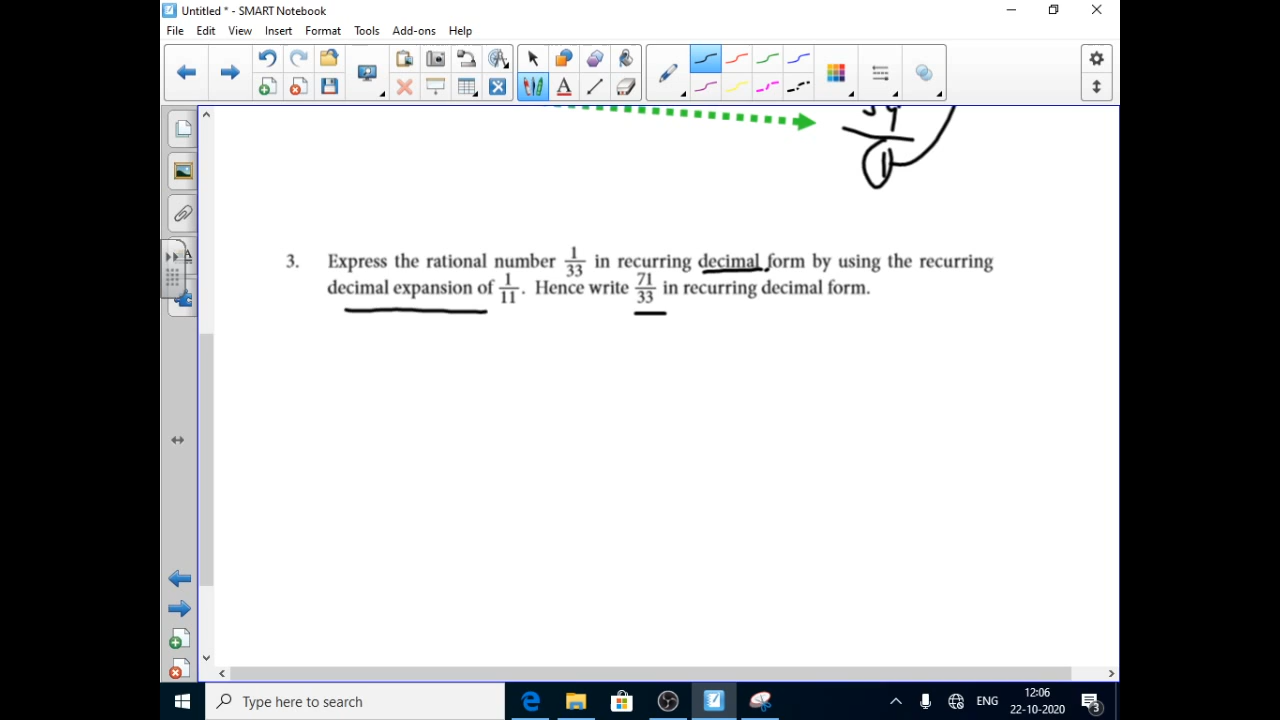 Untitled * - SMART Notebook
File Edit View Insert Format Tools Add-ons Help
3. Express the rational number 1/33 in recurring decimal form by using the recurring
decimal expansion of 1/11. Hence write 71/33 in recurring decimal form.
Type here to search
ENG
12:06
22-10-2020
3